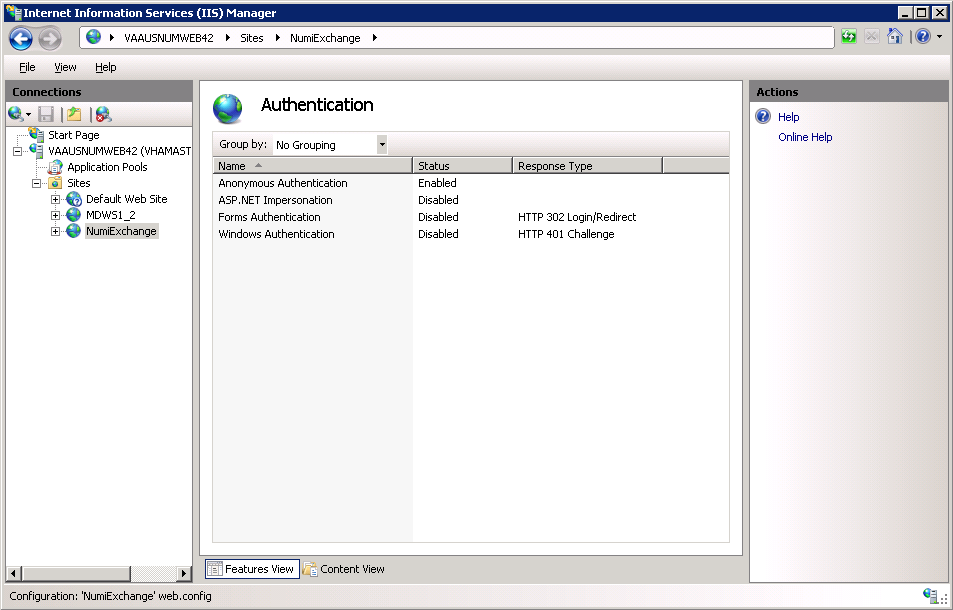 Internet Information Services (IIS) Manager
VAAUSNUMWEB42 Sites NumiExchange
File View Help
Connections
Start Page
VAAUSNUMWEB42 (VHAMAST
Application Pools
Sites
Default Web Site
MDWS1_2
NumiExchange
Authentication
Group by: No Grouping
Name Status Response Type
Anonymous Authentication Enabled
ASP.NET Impersonation Disabled
Forms Authentication Disabled HTTP 302 Login/Redirect
Windows Authentication Disabled HTTP 401 Challenge
Features View Content View
Actions
Help
Online Help
Configuration: 'NumiExchange' web.config